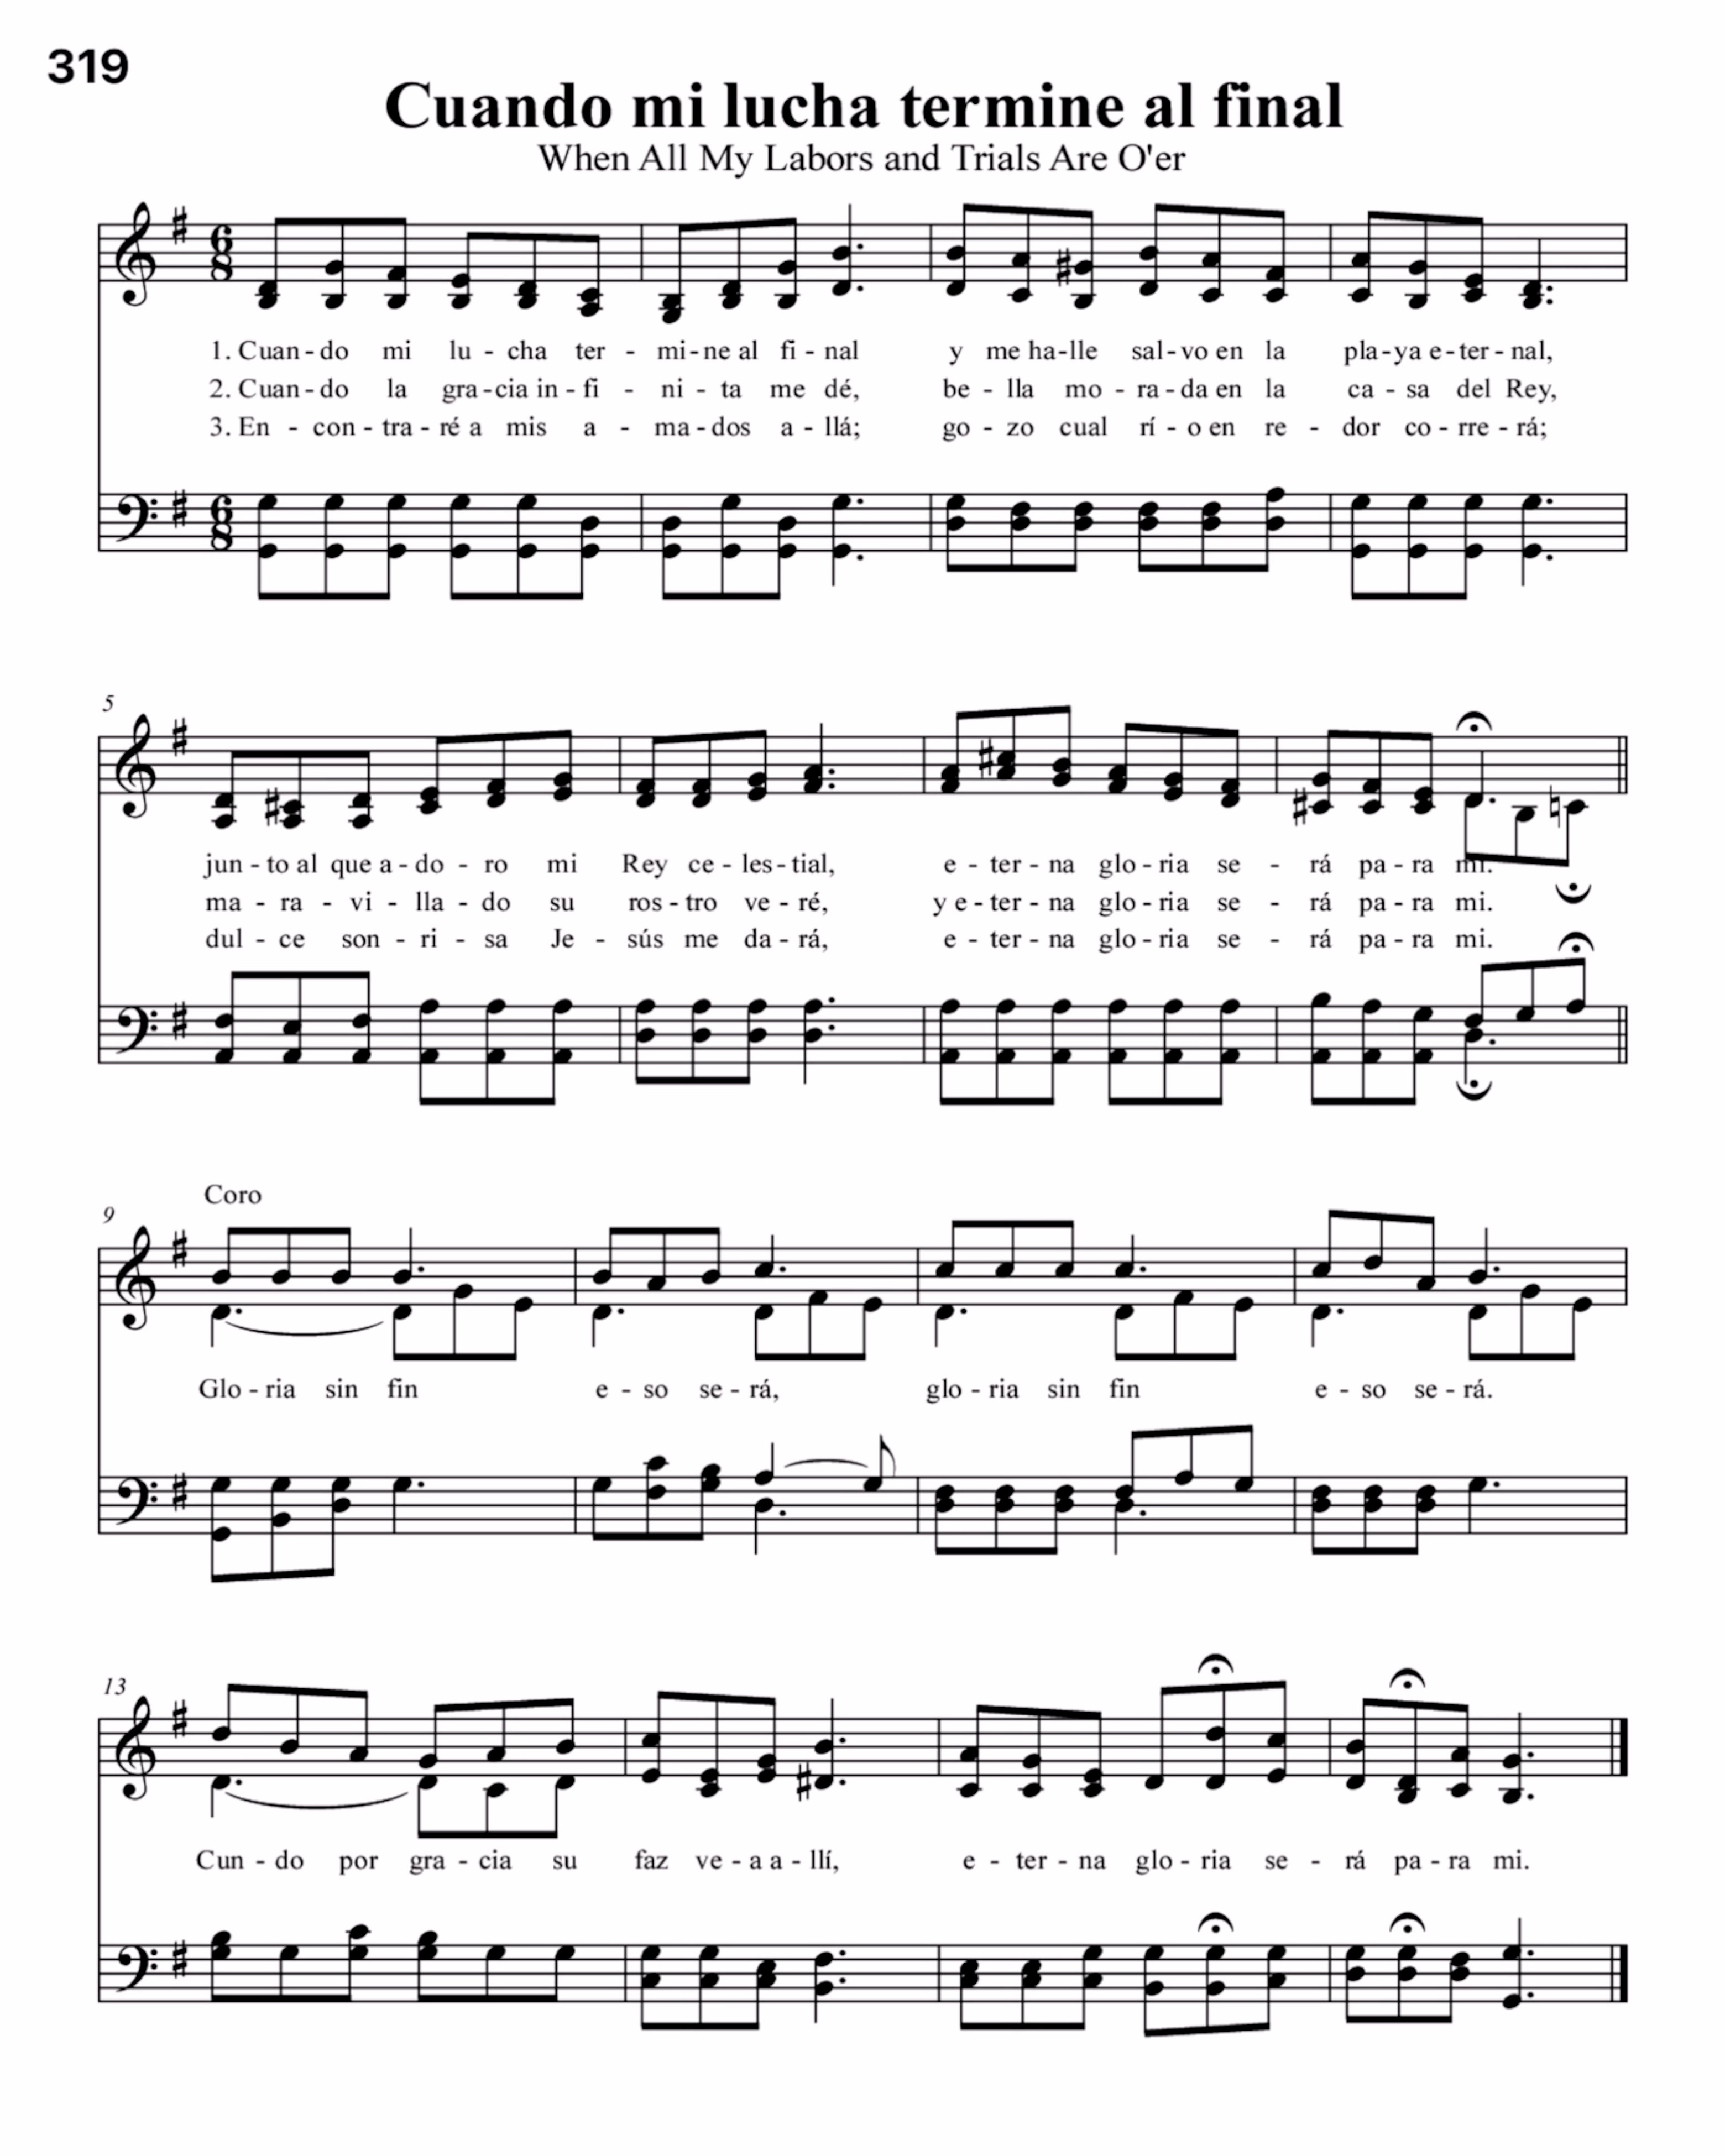 319
Cuando mi lucha termine al final
When All My Labors and Trials Are O'er
1. Cuan - do mi lu - cha ter - mi - ne al fi - nal y me ha - lle sal - vo en la pla - ya e - ter - nal,
2. Cuan - do la gra - cia in - fi - ni - ta me dé, be - lla mo - ra - da en la ca - sa del Rey,
3. En - con - tra - ré a mis a - ma - dos a - llá; go - zo cual rí - o en re - dor co - rre - rá;
5
jun - to al que a - do - ro mi Rey ce - les - tial, e - ter - na glo - ria se - rá pa - ra mi.
ma - ra - vi - lla - do su ros - tro ve - ré, y e - ter - na glo - ria se - rá pa - ra mi.
dul - ce son - ri - sa Je - sús me da - rá, e - ter - na glo - ria se - rá pa - ra mi.
Coro
9
Glo - ria sin fin e - so se - rá, glo - ria sin fin e - so se - rá.
13
Cun - do por gra - cia su faz ve - a a - llí, e - ter - na glo - ria se - rá pa - ra mi.